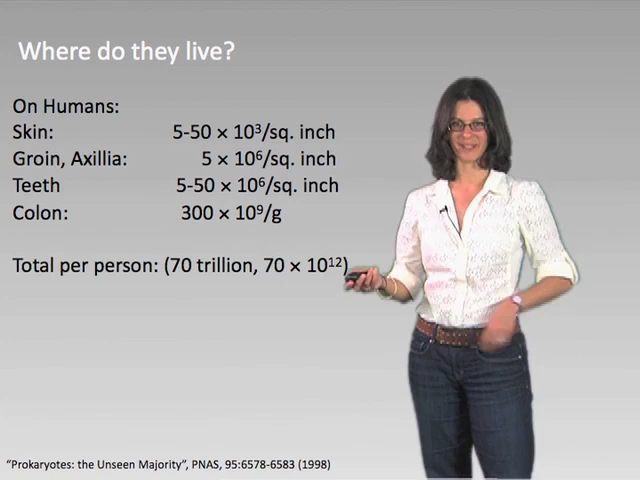 Where do they live?
On Humans:
Skin: 5-50 × 10³/sq. inch
Groin, Axillia: 5 × 10⁶/sq. inch
Teeth 5-50 × 10⁶/sq. inch
Colon: 300 × 10⁹/g
Total per person: (70 trillion, 70 × 10¹²)
"Prokaryotes: the Unseen Majority", PNAS, 95:6578-6583 (1998)